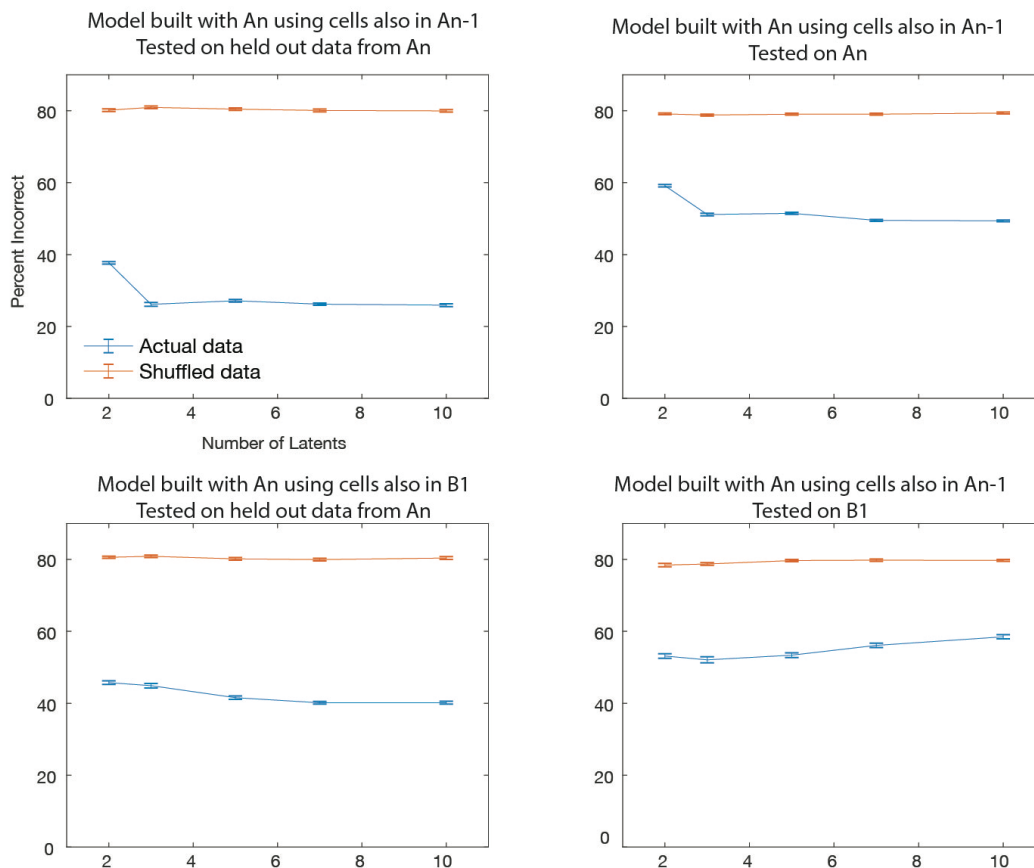 Model built with An using cells also in An-1
Tested on held out data from An
80
60
40
20
0
Percent Incorrect
Actual data
Shuffled data
2 4 6 8 10
Number of Latents
Model built with An using cells also in An-1
Tested on An
80
60
40
20
0
2 4 6 8 10
Model built with An using cells also in B1
Tested on held out data from An
80
60
40
20
0
2 4 6 8 10
Model built with An using cells also in An-1
Tested on B1
80
60
40
20
0
2 4 6 8 10